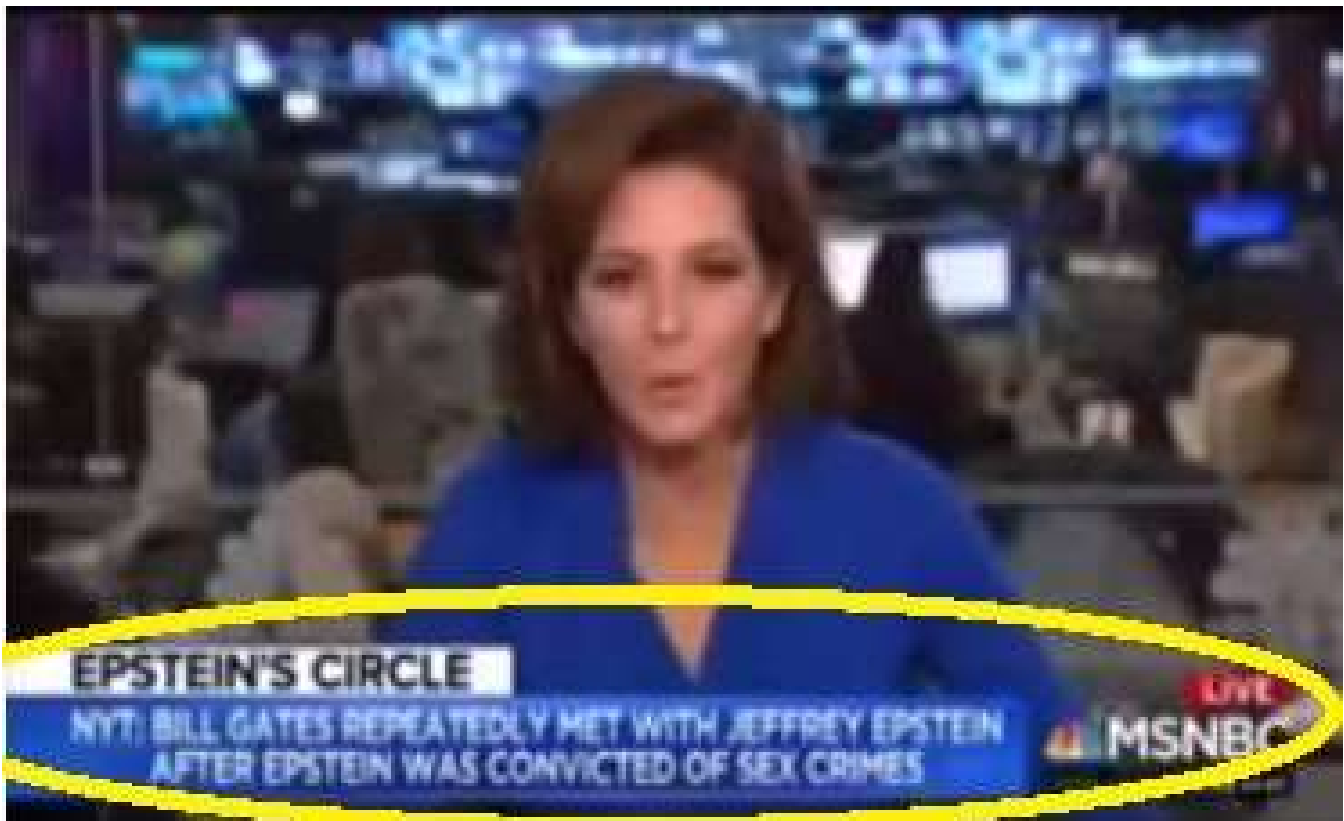 EPSTEIN'S CIRCLE
NYT: BILL GATES REPEATEDLY MET WITH JEFFREY EPSTEIN
AFTER EPSTEIN WAS CONVICTED OF SEX CRIMES
LIVE
MSNBC